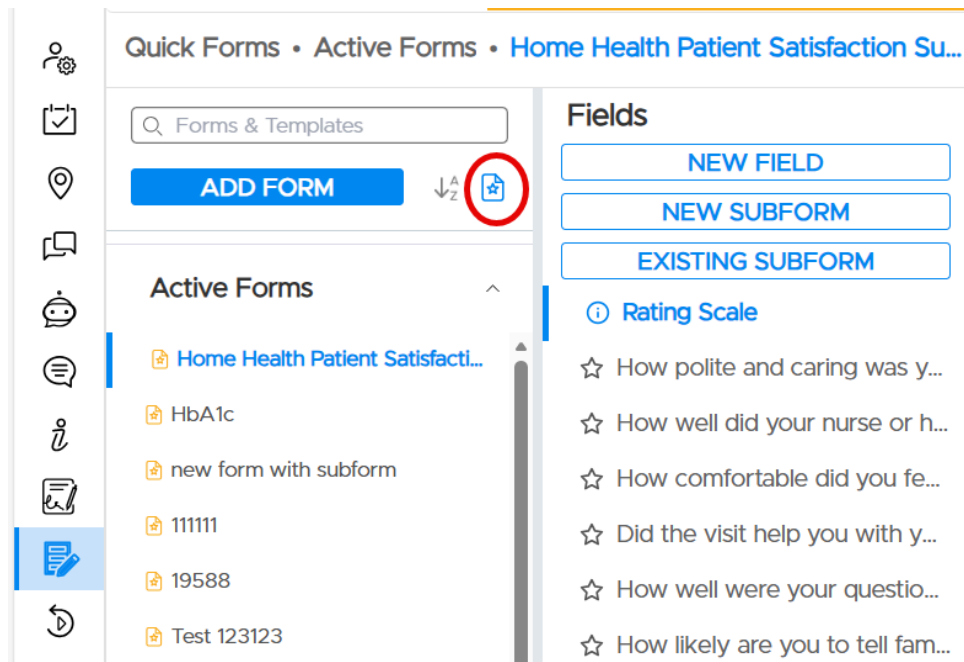 Quick Forms • Active Forms • Home Health Patient Satisfaction Su...
Forms & Templates
ADD FORM
A
Z
Active Forms
Home Health Patient Satisfacti...
HbA1c
new form with subform
111111
19588
Test 123123
Fields
NEW FIELD
NEW SUBFORM
EXISTING SUBFORM
Rating Scale
How polite and caring was y...
How well did your nurse or h...
How comfortable did you fe...
Did the visit help you with y...
How well were your questio...
How likely are you to tell fam...